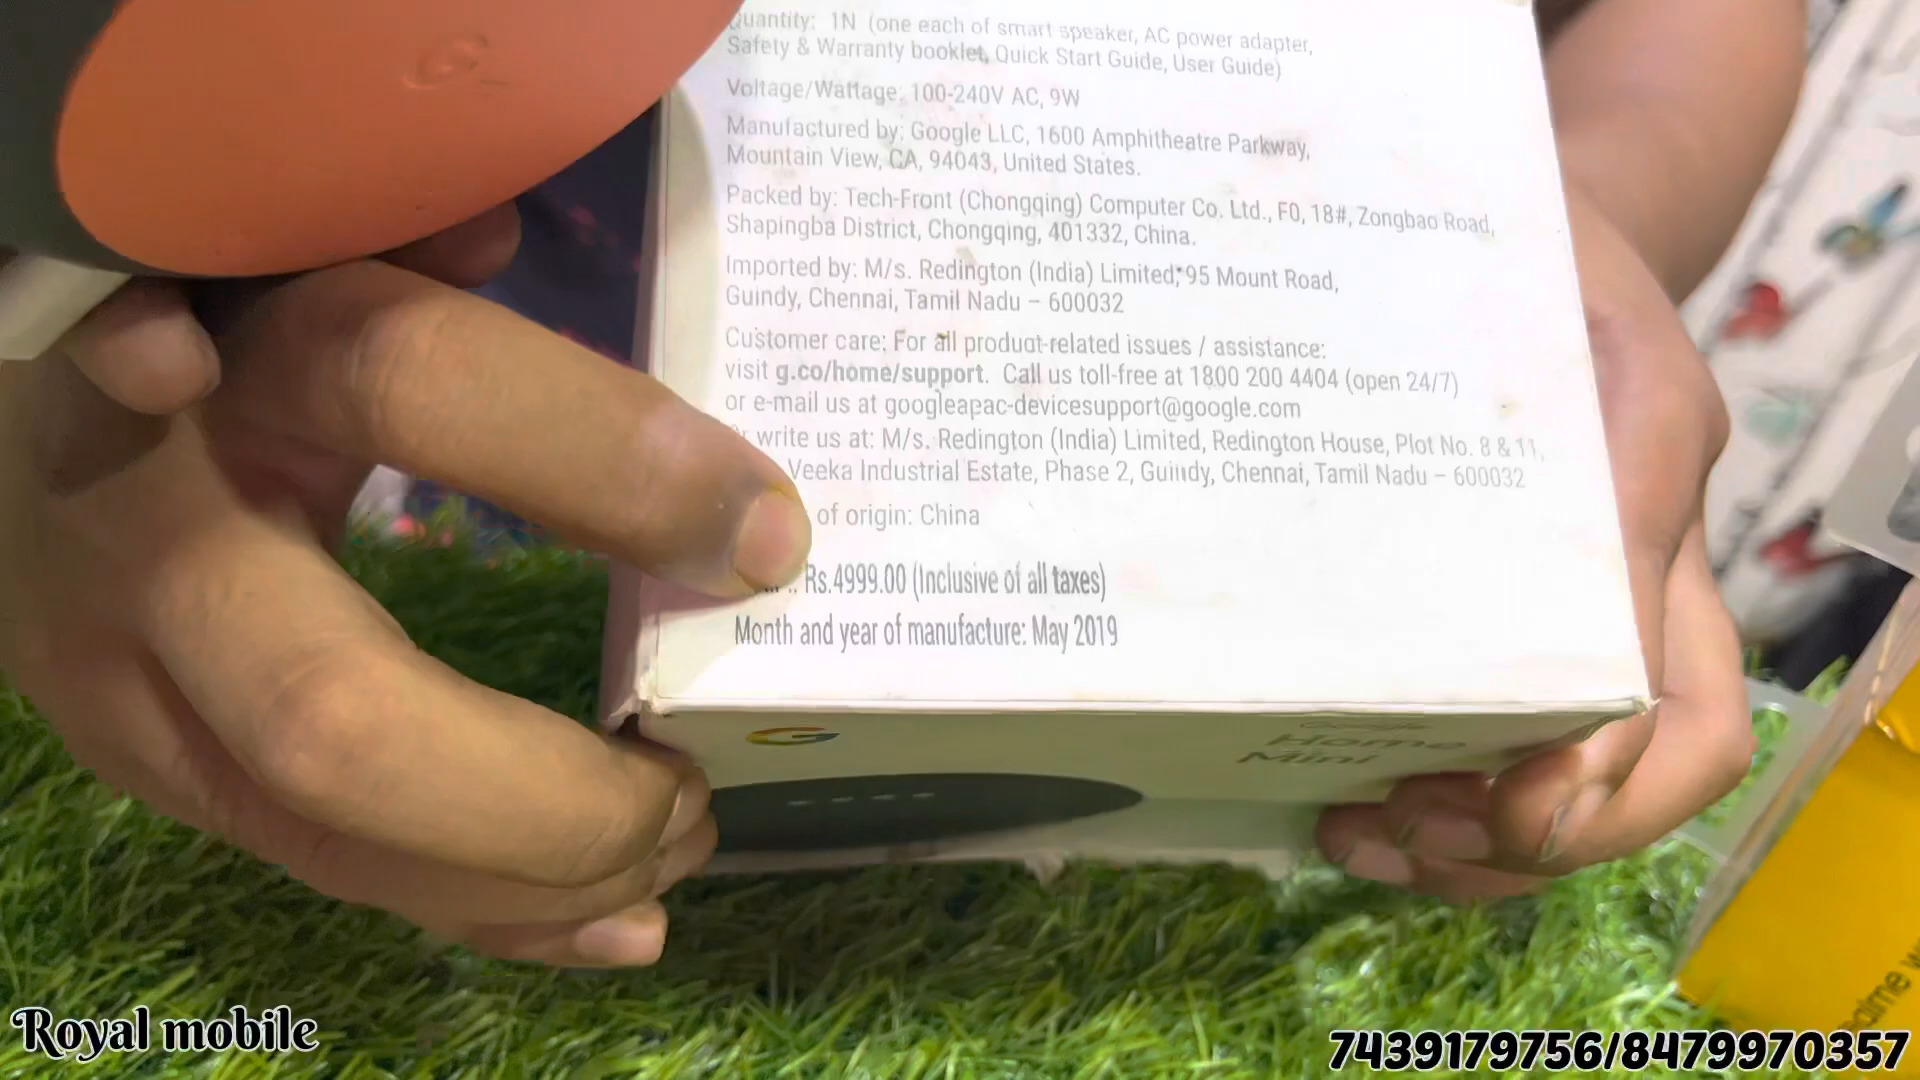 Quantity: 1N (one each of smart speaker, AC power adapter,
Safety & Warranty booklet, Quick Start Guide, User Guide)
Voltage/Wattage: 100-240V AC, 9W
Manufactured by: Google LLC, 1600 Amphitheatre Parkway,
Mountain View, CA, 94043, United States.
Packed by: Tech-Front (Chongqing) Computer Co. Ltd., F0, 18#, Zongbao Road,
Shapingba District, Chongqing, 401332, China.
Imported by: M/s. Redington (India) Limited, 95 Mount Road,
Guindy, Chennai, Tamil Nadu – 600032
Customer care: For all product-related issues / assistance:
visit g.co/home/support. Call us toll-free at 1800 200 4404 (open 24/7)
or e-mail us at googleapac-devicesupport@google.com
write us at: M/s. Redington (India) Limited, Redington House, Plot No. 8 & 11,
Veeka Industrial Estate, Phase 2, Guindy, Chennai, Tamil Nadu – 600032
of origin: China
Rs.4999.00 (Inclusive of all taxes)
Month and year of manufacture: May 2019
G
Home
Mini
Royal mobile
7439179756/8479970357